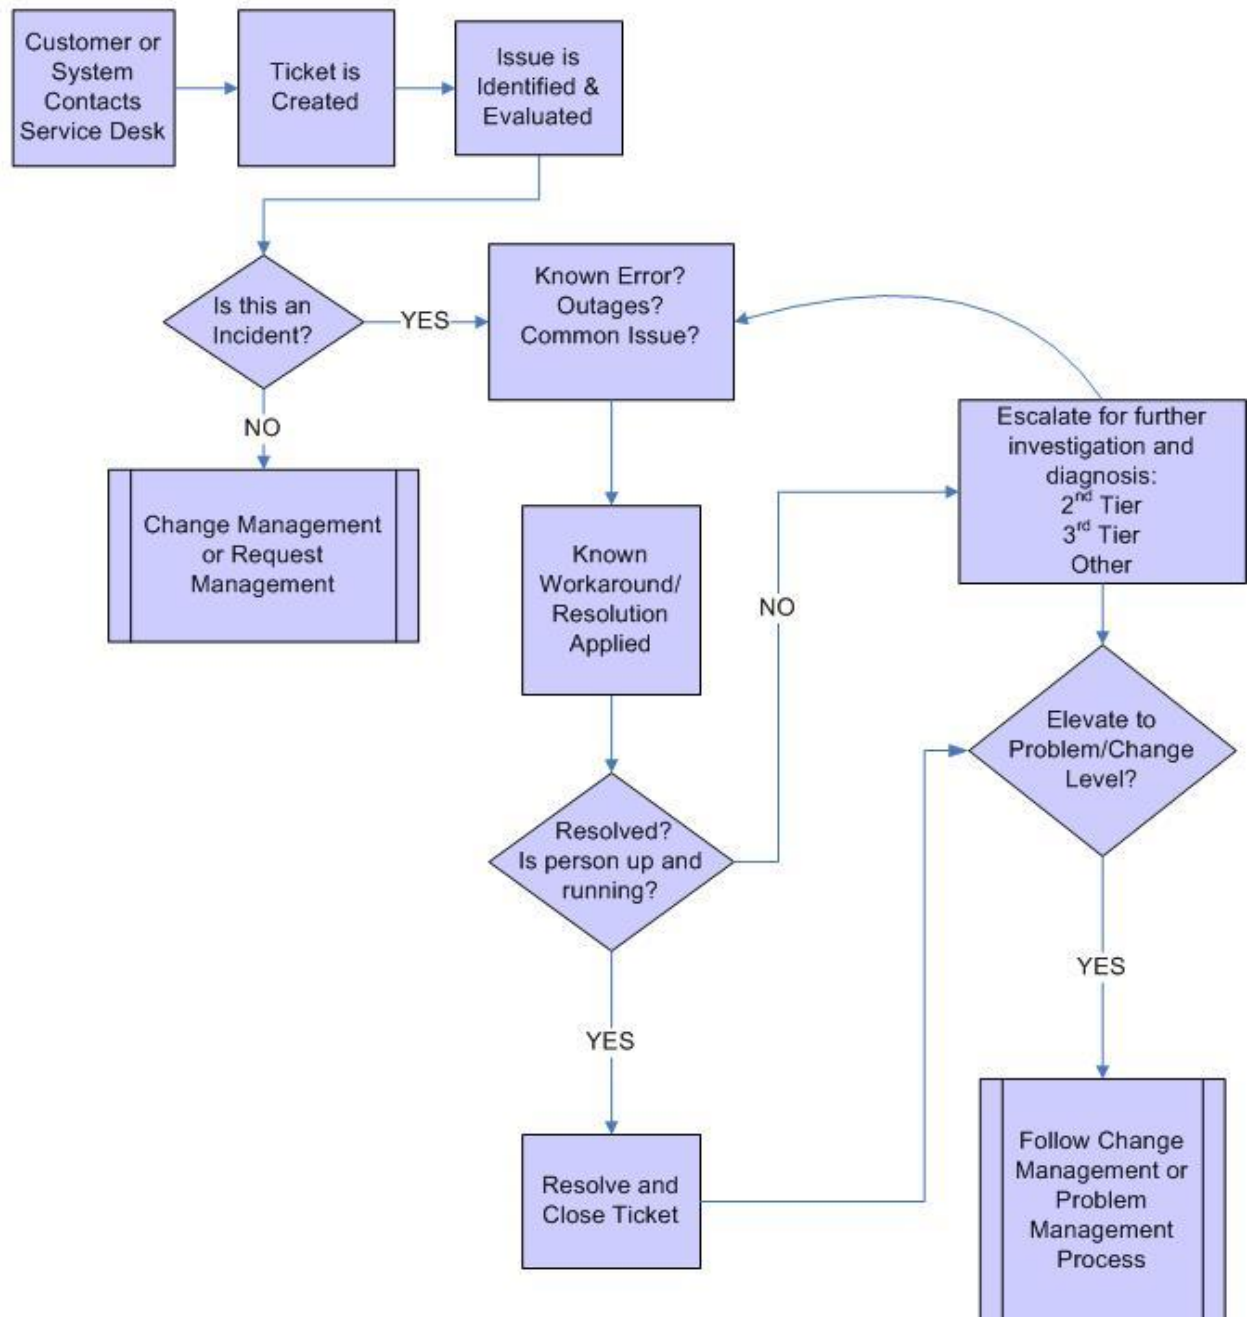 Customer or
System
Contacts
Service Desk
Ticket is
Created
Issue is
Identified &
Evaluated
Is this an
Incident?
YES
Known Error?
Outages?
Common Issue?
NO
Change Management
or Request
Management
Escalate for further
investigation and
diagnosis:
2nd Tier
3rd Tier
Other
Known
Workaround/
Resolution
Applied
NO
Elevate to
Problem/Change
Level?
Resolved?
Is person up and
running?
YES
YES
Resolve and
Close Ticket
Follow Change
Management or
Problem
Management
Process